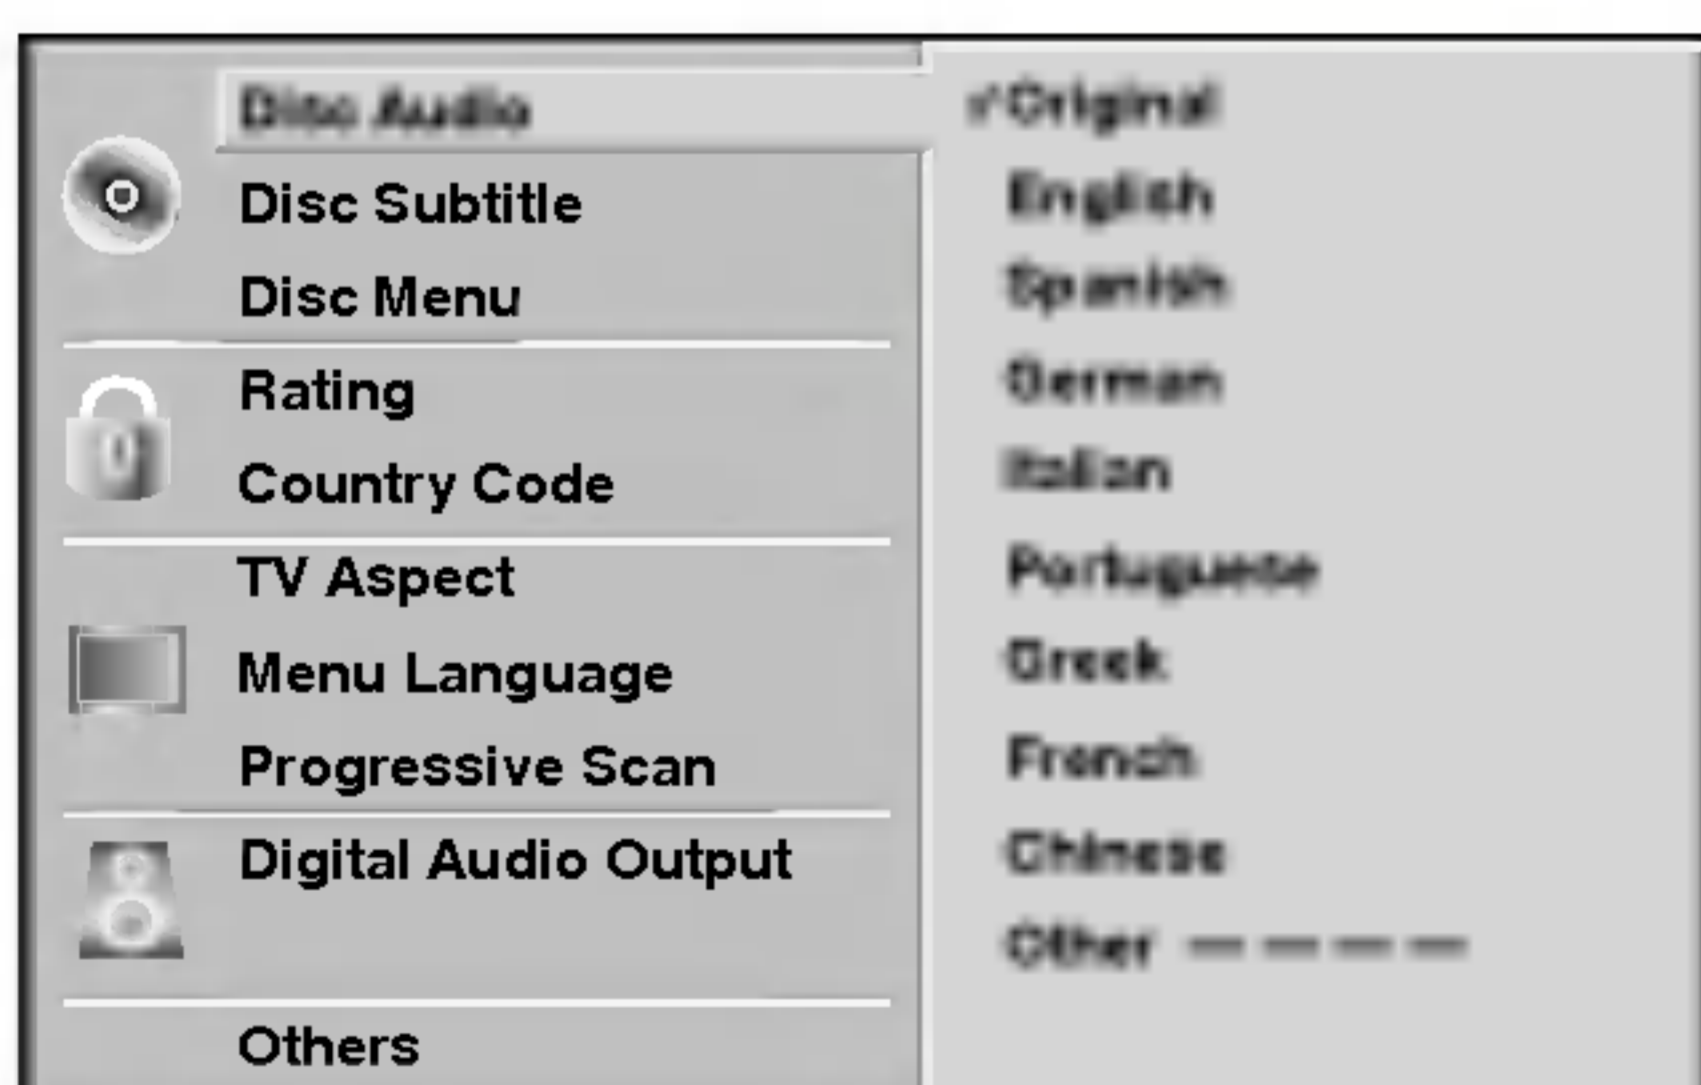 Disc Audio
Disc Subtitle
Disc Menu
Rating
Country Code
TV Aspect
Menu Language
Progressive Scan
Digital Audio Output
Others
✓Original
English
Spanish
German
Italian
Portuguese
Greek
French
Chinese
Other — — — —